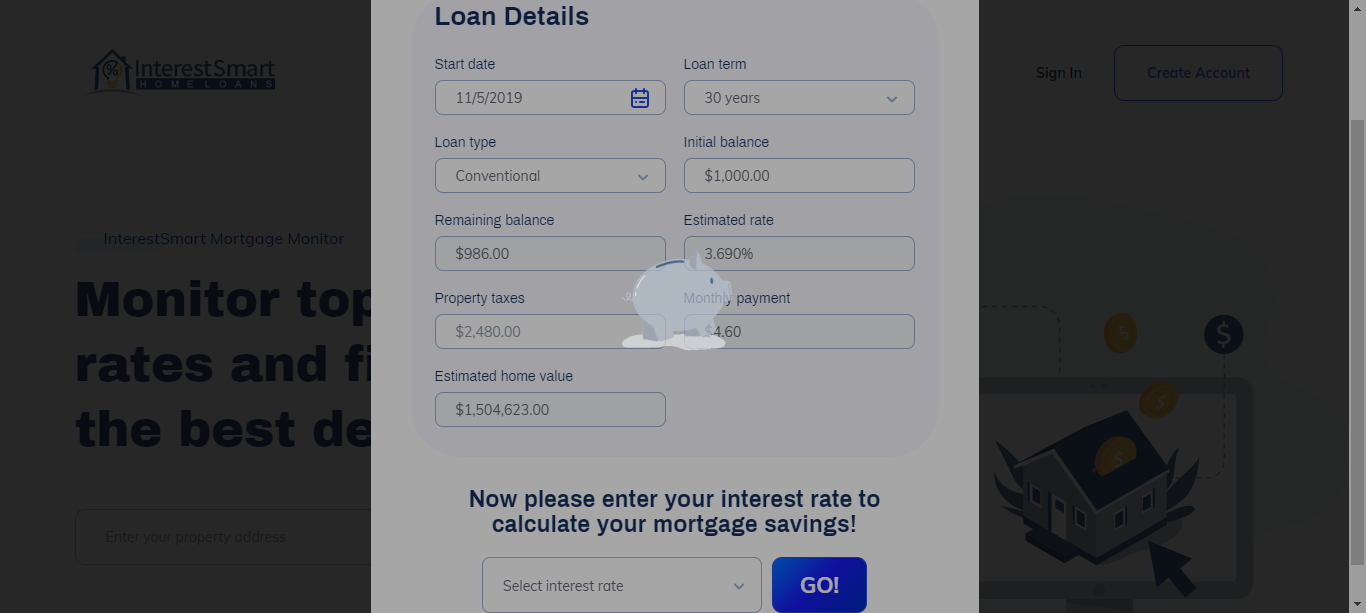 Loan Details
InterestSmart
HOME LOANS
Sign In
Create Account
Start date
Loan term
11/5/2019
30 years
Loan type
Initial balance
Conventional
$1,000.00
Remaining balance
Estimated rate
$986.00
3.690%
Property taxes
Monthly payment
$2,480.00
$4.60
Estimated home value
$1,504,623.00
InterestSmart Mortgage Monitor
Monitor top
rates and fi
the best de
Enter your property address
Now please enter your interest rate to
calculate your mortgage savings!
Select interest rate
GO!